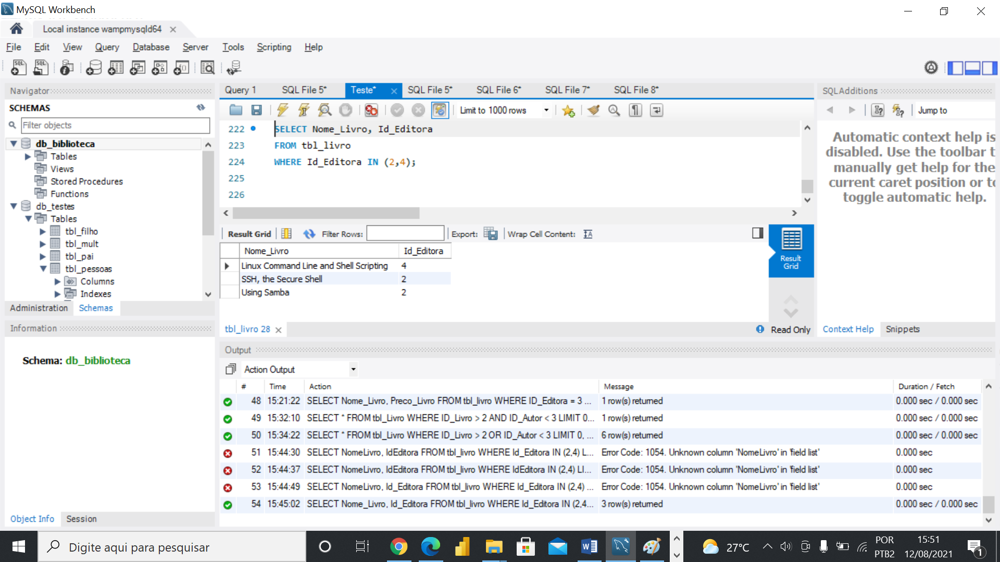 MySQL Workbench
Local instance wampmysqld64
File Edit View Query Database Server Tools Scripting Help
Navigator
SCHEMAS
Filter objects
db_biblioteca
Tables
Views
Stored Procedures
Functions
db_testes
Tables
tbl_filho
tbl_mult
tbl_pai
tbl_pessoas
Columns
Indexes
Administration Schemas
Information
Schema: db_biblioteca
Object Info Session
Query 1 SQL File 5* Teste* SQL File 5* SQL File 6* SQL File 7* SQL File 8*
Limit to 1000 rows
222 SELECT Nome_Livro, Id_Editora
223 FROM tbl_livro
224 WHERE Id_Editora IN (2,4);
225
226
Result Grid Filter Rows: Export: Wrap Cell Content:
Nome_Livro Id_Editora
Linux Command Line and Shell Scripting 4
SSH, the Secure Shell 2
Using Samba 2
Result
Grid
tbl_livro 28
Read Only
SQLAdditions
Jump to
Automatic context help is
disabled. Use the toolbar t
manually get help for the
current caret position or to
toggle automatic help.
Context Help Snippets
Output
Action Output
# Time Action Message Duration / Fetch
48 15:21:22 SELECT Nome_Livro, Preco_Livro FROM tbl_livro WHERE ID_Editora = 3 ... 1 row(s) returned 0.000 sec / 0.000 sec
49 15:32:10 SELECT * FROM tbl_Livro WHERE ID_Livro > 2 AND ID_Autor < 3 LIMIT 0... 1 row(s) returned 0.000 sec / 0.000 sec
50 15:34:22 SELECT * FROM tbl_Livro WHERE ID_Livro > 2 OR ID_Autor < 3 LIMIT 0, ... 6 row(s) returned 0.000 sec / 0.000 sec
51 15:44:30 SELECT NomeLivro, IdEditora FROM tbl_livro WHERE Id_Editora IN (2,4) L... Error Code: 1054. Unknown column 'NomeLivro' in 'field list' 0.000 sec
52 15:44:37 SELECT NomeLivro, IdEditora FROM tbl_livro WHERE IdEditora IN (2,4) LI... Error Code: 1054. Unknown column 'NomeLivro' in 'field list' 0.000 sec
53 15:44:49 SELECT NomeLivro, Id_Editora FROM tbl_livro WHERE Id_Editora IN (2,4) ... Error Code: 1054. Unknown column 'NomeLivro' in 'field list' 0.000 sec
54 15:45:02 SELECT Nome_Livro, Id_Editora FROM tbl_livro WHERE Id_Editora IN (2,4... 3 row(s) returned 0.000 sec / 0.000 sec
Digite aqui para pesquisar
27°C
POR
PTB2
15:51
12/08/2021
1